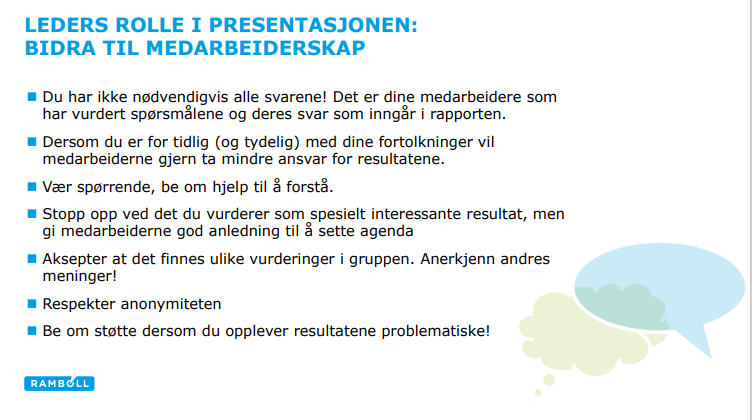 LEDERS ROLLE I PRESENTASJONEN:
BIDRA TIL MEDARBEIDERSKAP
Du har ikke nødvendigvis alle svarene! Det er dine medarbeidere som
har vurdert spørsmålene og deres svar som inngår i rapporten.
Dersom du er for tidlig (og tydelig) med dine fortolkninger vil
medarbeiderne gjern ta mindre ansvar for resultatene.
Vær spørrende, be om hjelp til å forstå.
Stopp opp ved det du vurderer som spesielt interessante resultat, men
gi medarbeiderne god anledning til å sette agenda
Aksepter at det finnes ulike vurderinger i gruppen. Anerkjenn andres
meninger!
Respekter anonymiteten
Be om støtte dersom du opplever resultatene problematiske!
RAMBØLL